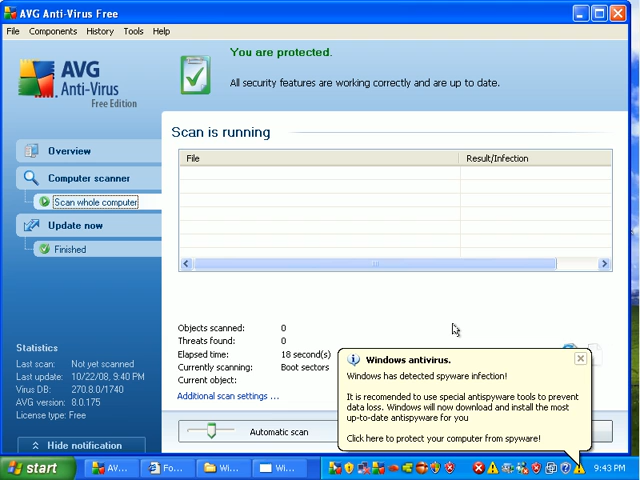 AVG Anti-Virus Free
File Components History Tools Help
AVG
Anti-Virus
Free Edition
You are protected.
All security features are working correctly and are up to date.
Scan is running
File Result/Infection
Overview
Computer scanner
Scan whole computer
Update now
Finished
Objects scanned: 0
Threats found: 0
Elapsed time: 18 second(s)
Currently scanning: Boot sectors
Current object:
Additional scan settings ...
Statistics
Last scan: Not yet scanned
Last update: 10/22/08, 9:40 PM
Virus DB: 270.8.0/1740
AVG version: 8.0.175
License type: Free
Hide notification
Automatic scan
Windows antivirus.
Windows has detected spyware infection!
It is recomended to use special antispyware tools to prevent
data loss. Windows will now download and install the most
up-to-date antispyware for you
Click here to protect your computer from spyware!
start AV... Fo... Wi... Wi... 9:43 PM